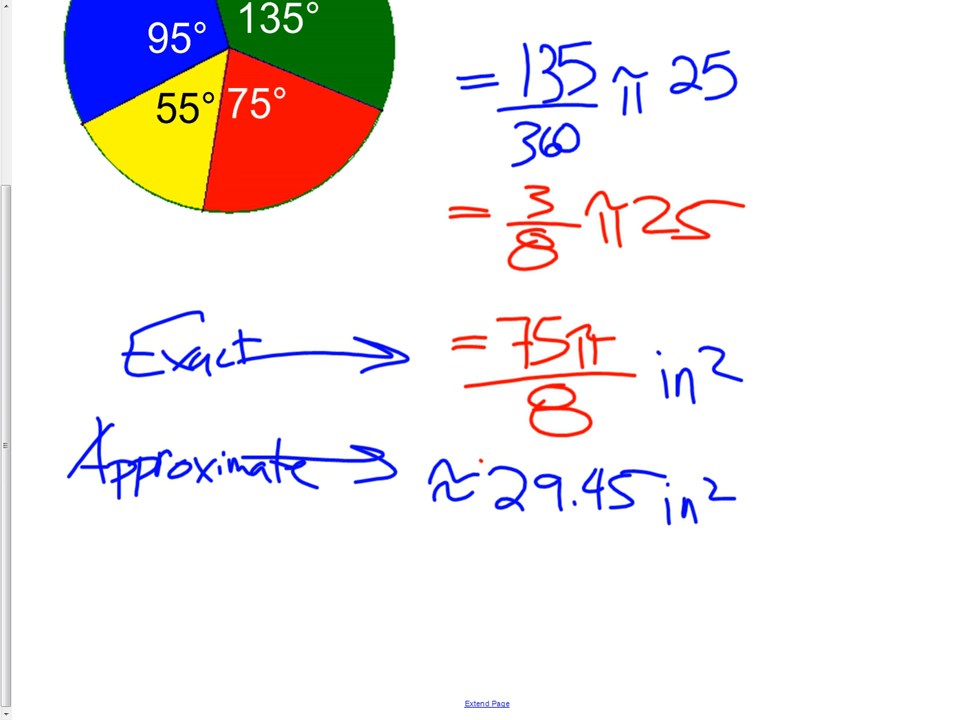 95° 135°
55° 75°
= 135/360 π 25
= 3/8 π 25
Exact → = 75π/8 in²
Approximate → ≈ 29.45 in²
Extend Page